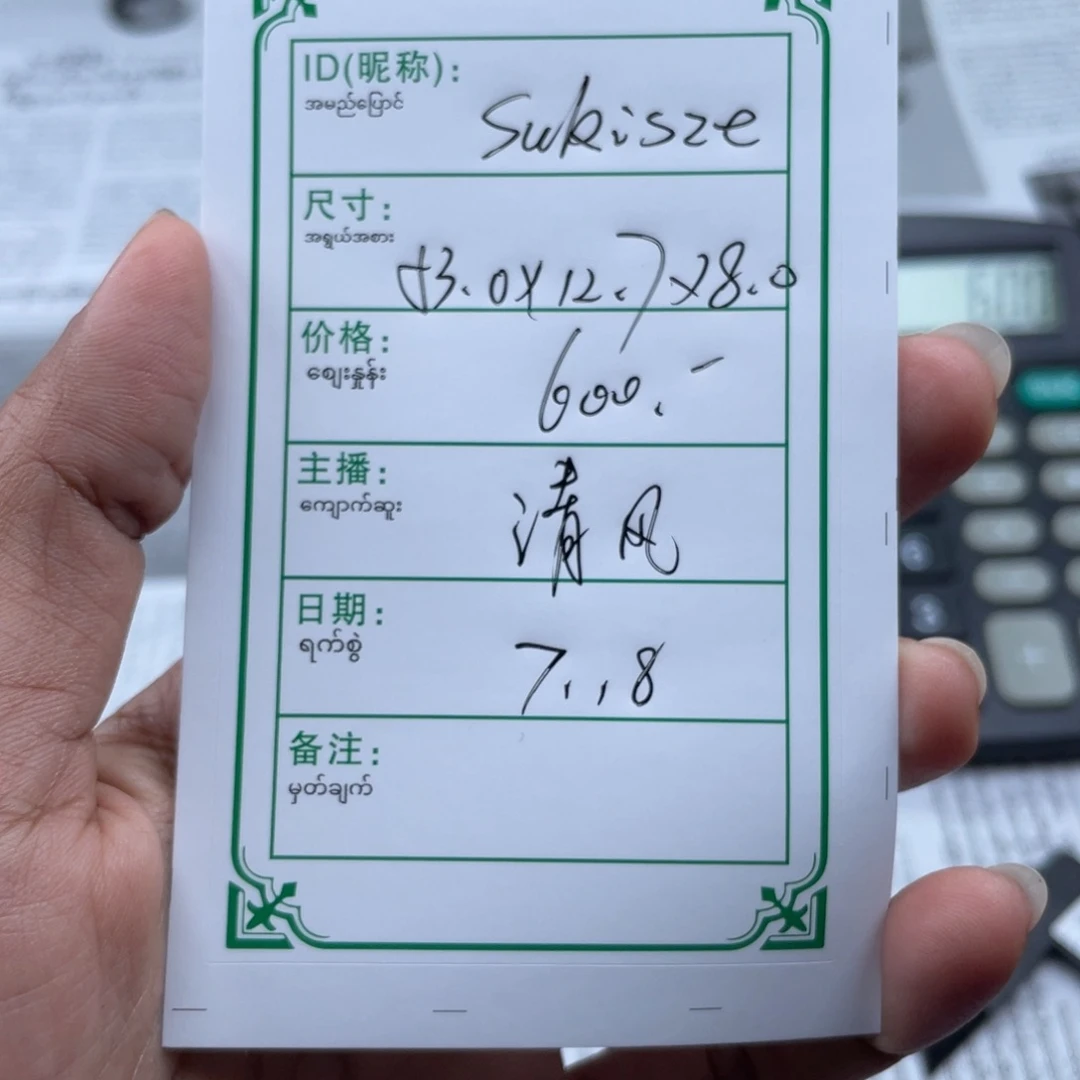 ID(昵称):
အမည်ပြောင်
Sukisze
尺寸:
အရွယ်အစား
53.0X12.7X8.0
价格:
ဈေးနှုန်း
600.-
主播:
ကျောက်ဆူး
清风
日期:
ရက်စွဲ
7..8
备注:
မှတ်ချက်